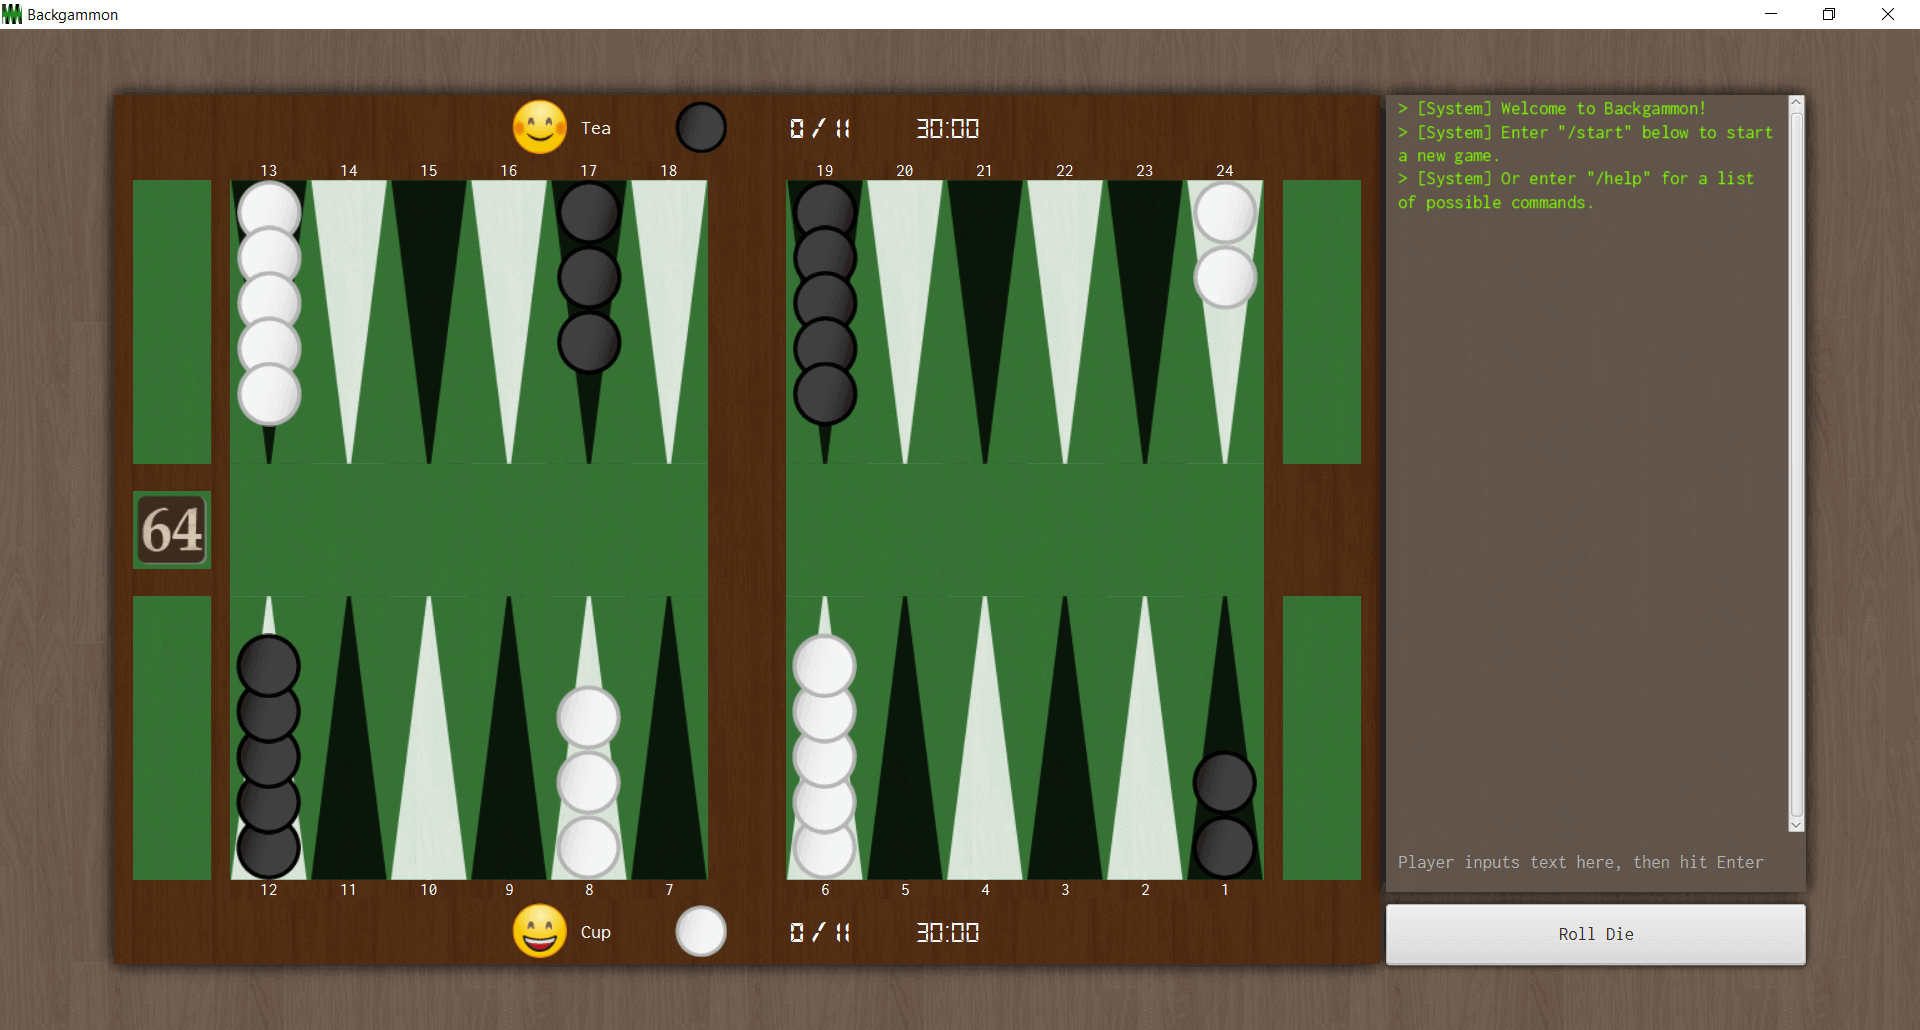 Backgammon
Tea
0/11
30:00
13 14 15 16 17 18 19 20 21 22 23 24
64
12 11 10 9 8 7 6 5 4 3 2 1
Cup
0/11
30:00
> [System] Welcome to Backgammon!
> [System] Enter "/start" below to start
a new game.
> [System] Or enter "/help" for a list
of possible commands.
Player inputs text here, then hit Enter
Roll Die